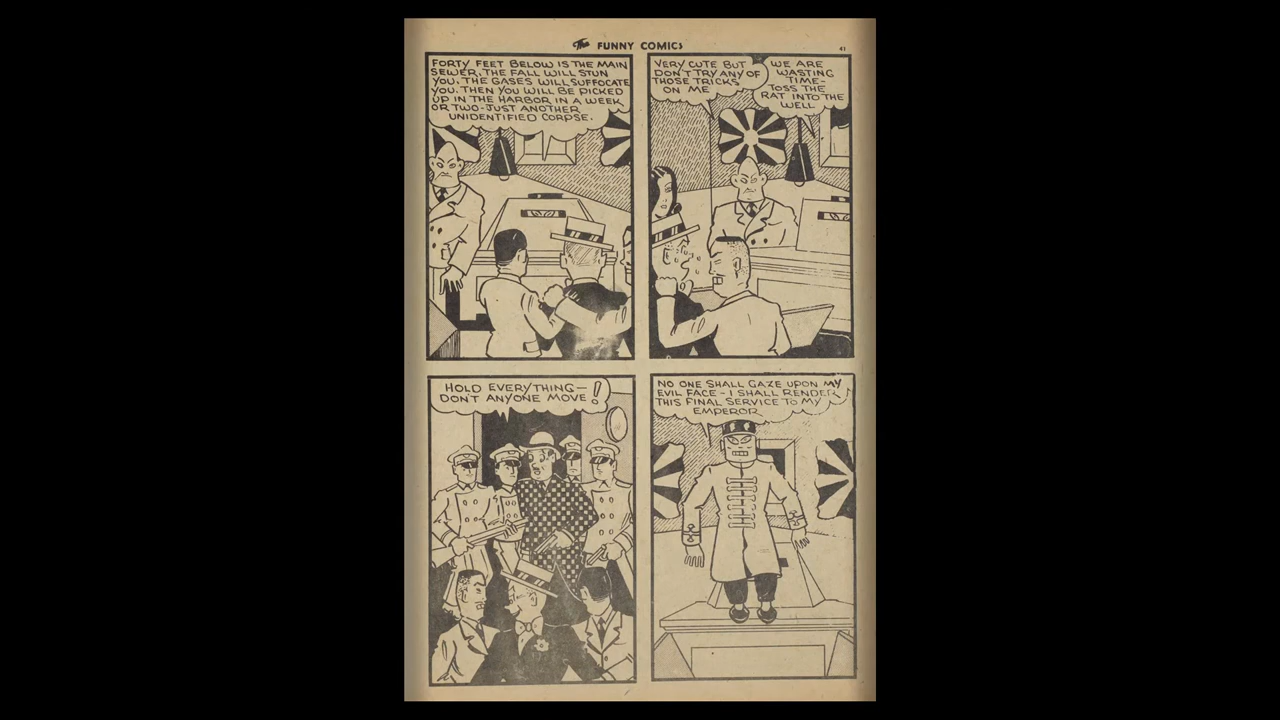 The FUNNY COMICS
41
FORTY FEET BELOW IS THE MAIN
SEWER. THE FALL WILL STUN
YOU. THE GASES WILL SUFFOCATE
YOU. THEN YOU WILL BE PICKED
UP IN THE HARBOR IN A WEEK
OR TWO-JUST ANOTHER
UNIDENTIFIED CORPSE.
VERY CUTE BUT
DON'T TRY ANY OF
THOSE TRICKS
ON ME
WE ARE
WASTING
TIME-
TOSS THE
RAT INTO THE
WELL
HOLD EVERYTHING-
DON'T ANYONE MOVE!
NO ONE SHALL GAZE UPON MY
EVIL FACE-I SHALL RENDER
THIS FINAL SERVICE TO MY
EMPEROR